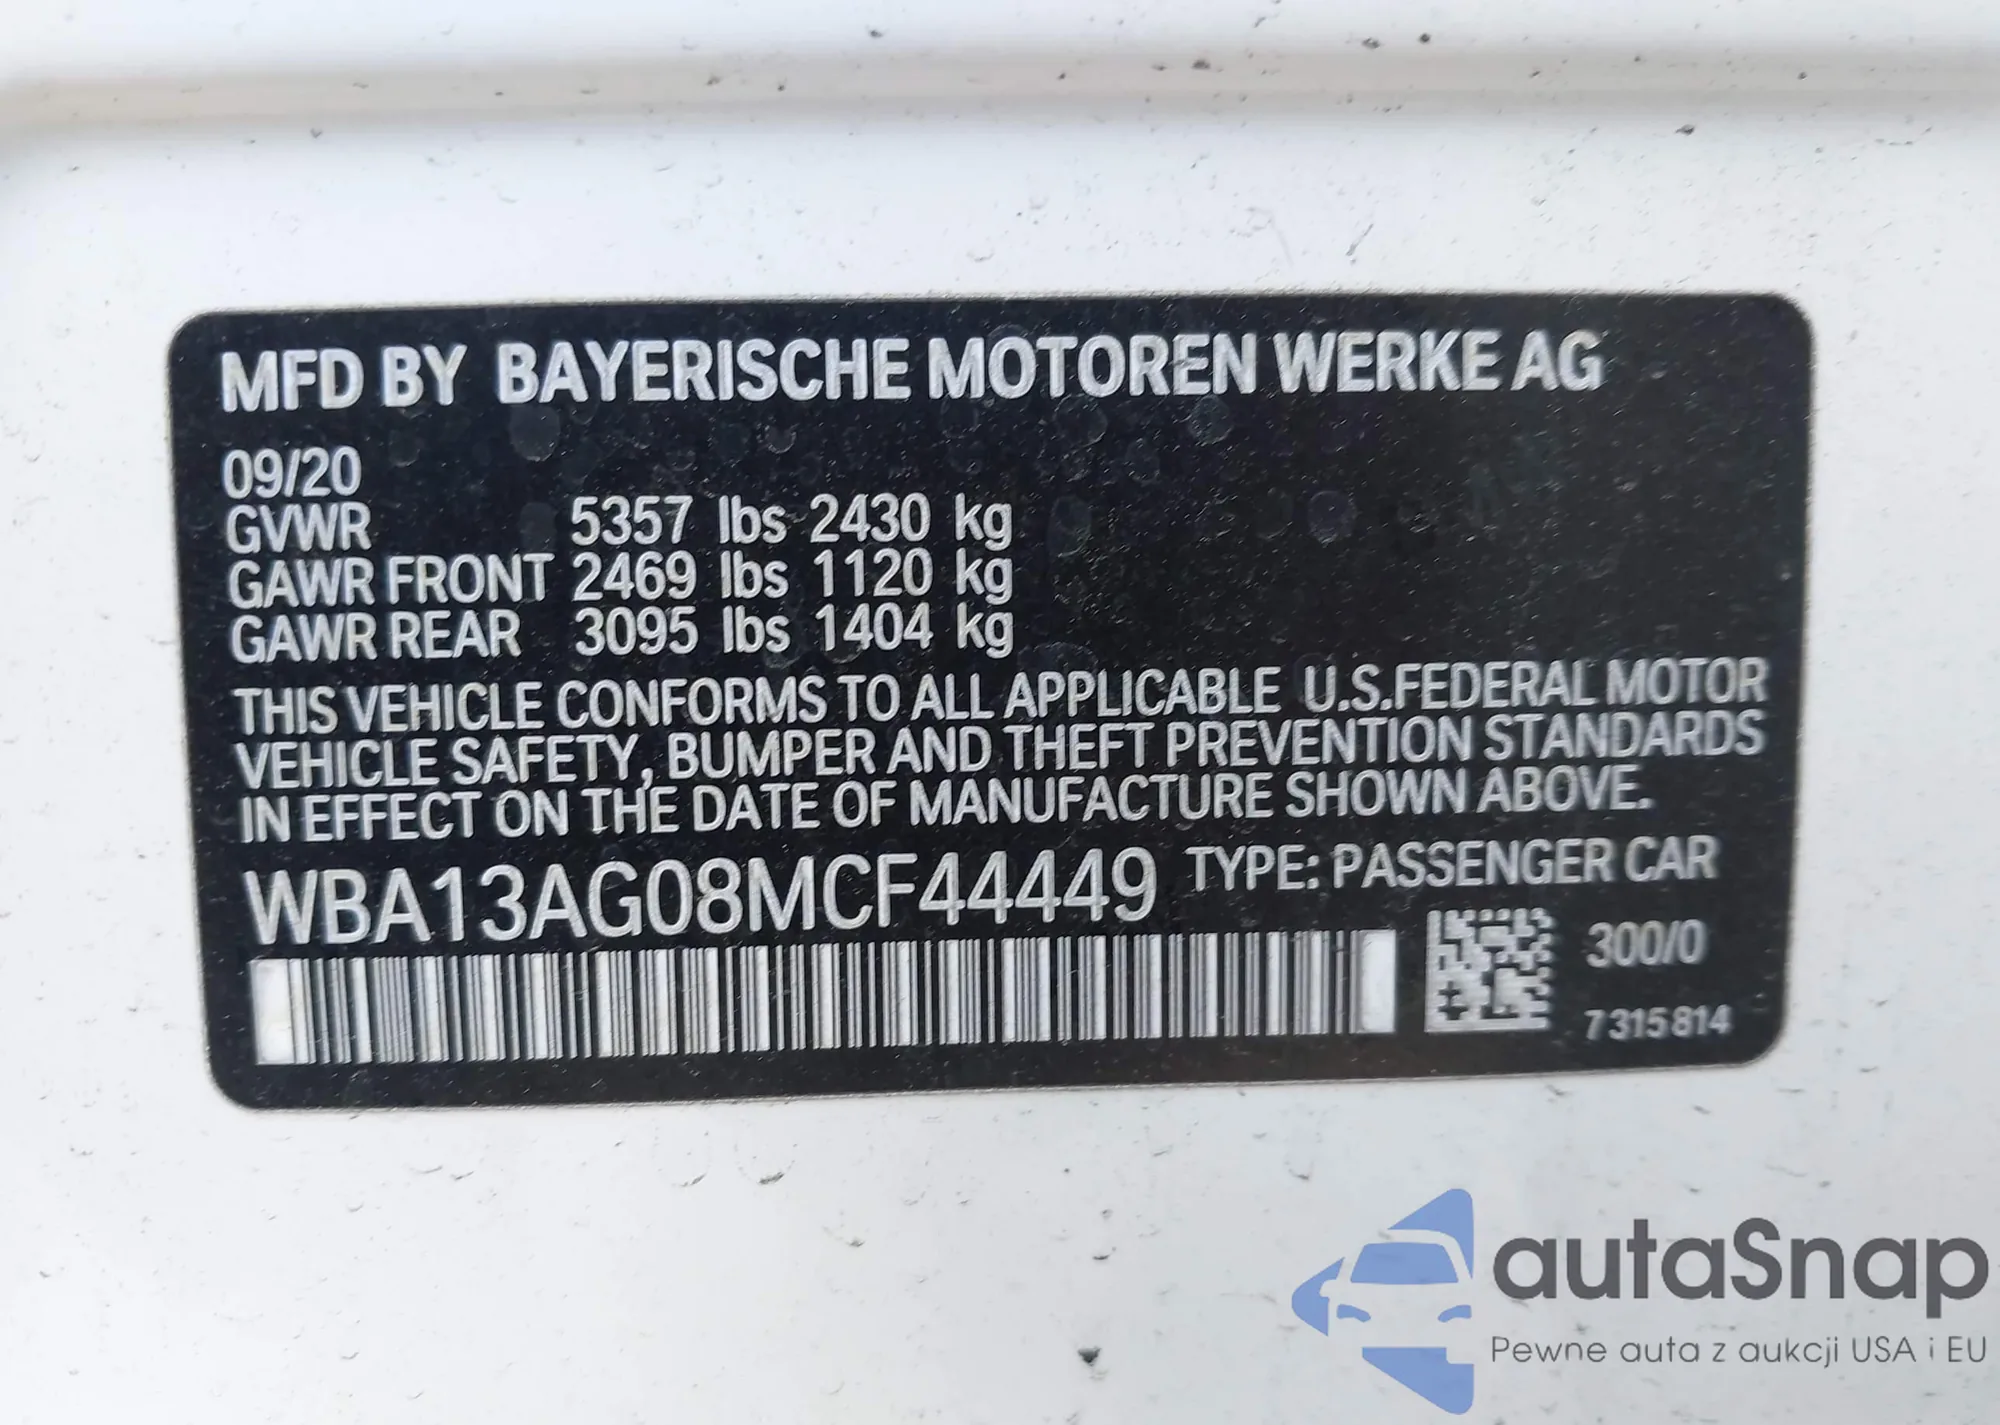 MFD BY BAYERISCHE MOTOREN WERKE AG
09/20
GVWR 5357 lbs 2430 kg
GAWR FRONT 2469 lbs 1120 kg
GAWR REAR 3095 lbs 1404 kg
THIS VEHICLE CONFORMS TO ALL APPLICABLE U.S.FEDERAL MOTOR
VEHICLE SAFETY, BUMPER AND THEFT PREVENTION STANDARDS
IN EFFECT ON THE DATE OF MANUFACTURE SHOWN ABOVE.
WBA13AG08MCF44449 TYPE: PASSENGER CAR
300/0
7315814
autaSnap
Pewne auta z aukcji USA i EU